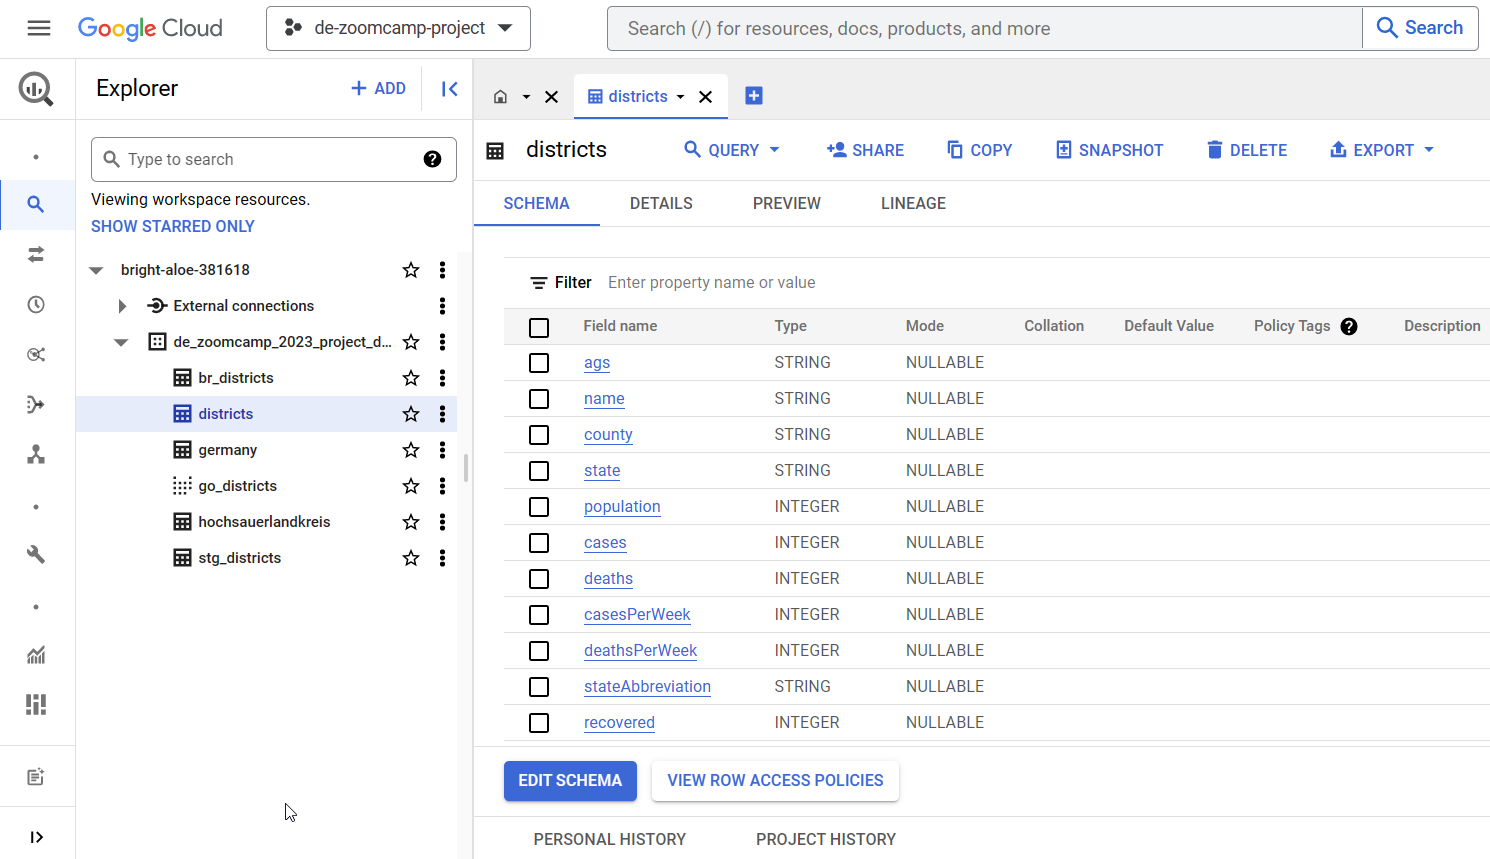 Google Cloud
de-zoomcamp-project
Search (/) for resources, docs, products, and more
Search
Explorer
+ ADD
districts
Type to search
?
Viewing workspace resources.
SHOW STARRED ONLY
bright-aloe-381618
External connections
de_zoomcamp_2023_project_d...
br_districts
districts
germany
go_districts
hochsauerlandkreis
stg_districts
districts
QUERY
SHARE
COPY
SNAPSHOT
DELETE
EXPORT
SCHEMA
DETAILS
PREVIEW
LINEAGE
Filter
Enter property name or value
Field name Type Mode Collation Default Value Policy Tags ? Description
ags STRING NULLABLE
name STRING NULLABLE
county STRING NULLABLE
state STRING NULLABLE
population INTEGER NULLABLE
cases INTEGER NULLABLE
deaths INTEGER NULLABLE
casesPerWeek INTEGER NULLABLE
deathsPerWeek INTEGER NULLABLE
stateAbbreviation STRING NULLABLE
recovered INTEGER NULLABLE
EDIT SCHEMA
VIEW ROW ACCESS POLICIES
PERSONAL HISTORY
PROJECT HISTORY